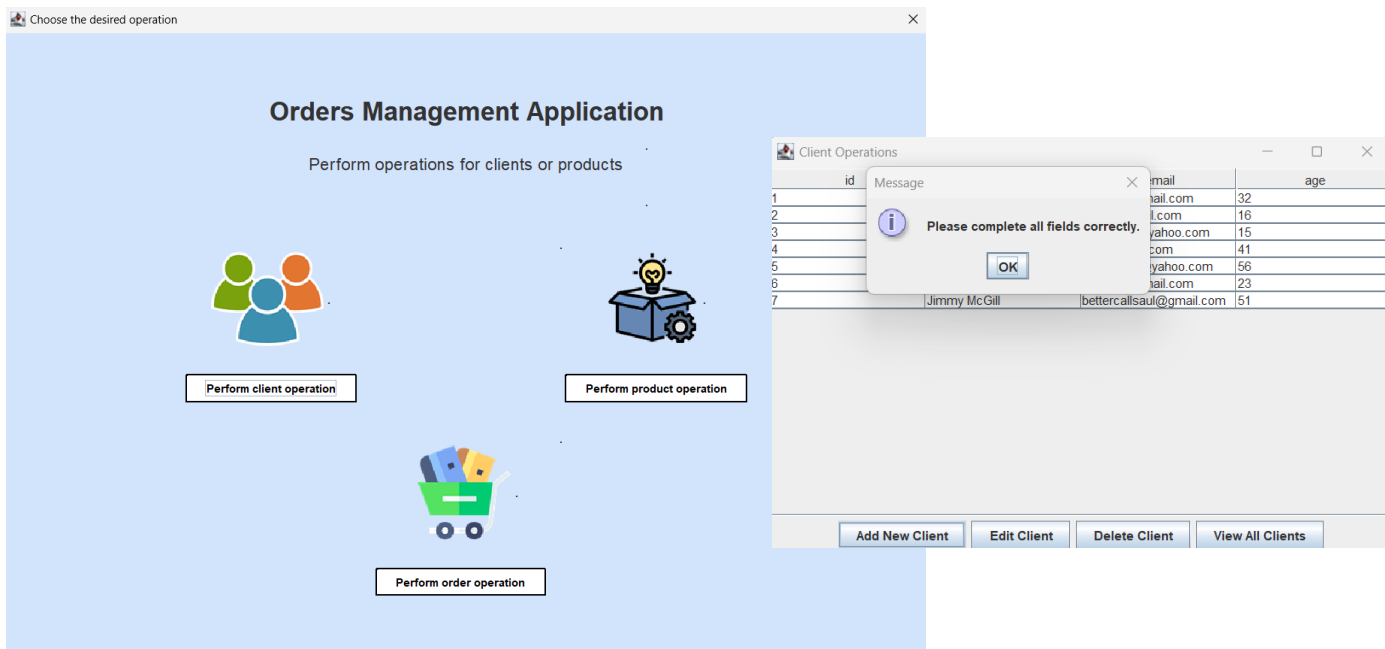 Choose the desired operation
Orders Management Application
Perform operations for clients or products
Perform client operation
Perform product operation
Perform order operation
Client Operations
id email age
1 32
2 16
3 15
4 41
5 56
6 23
7 Jimmy McGill bettercallsaul@gmail.com 51
Message
Please complete all fields correctly.
OK
Add New Client Edit Client Delete Client View All Clients